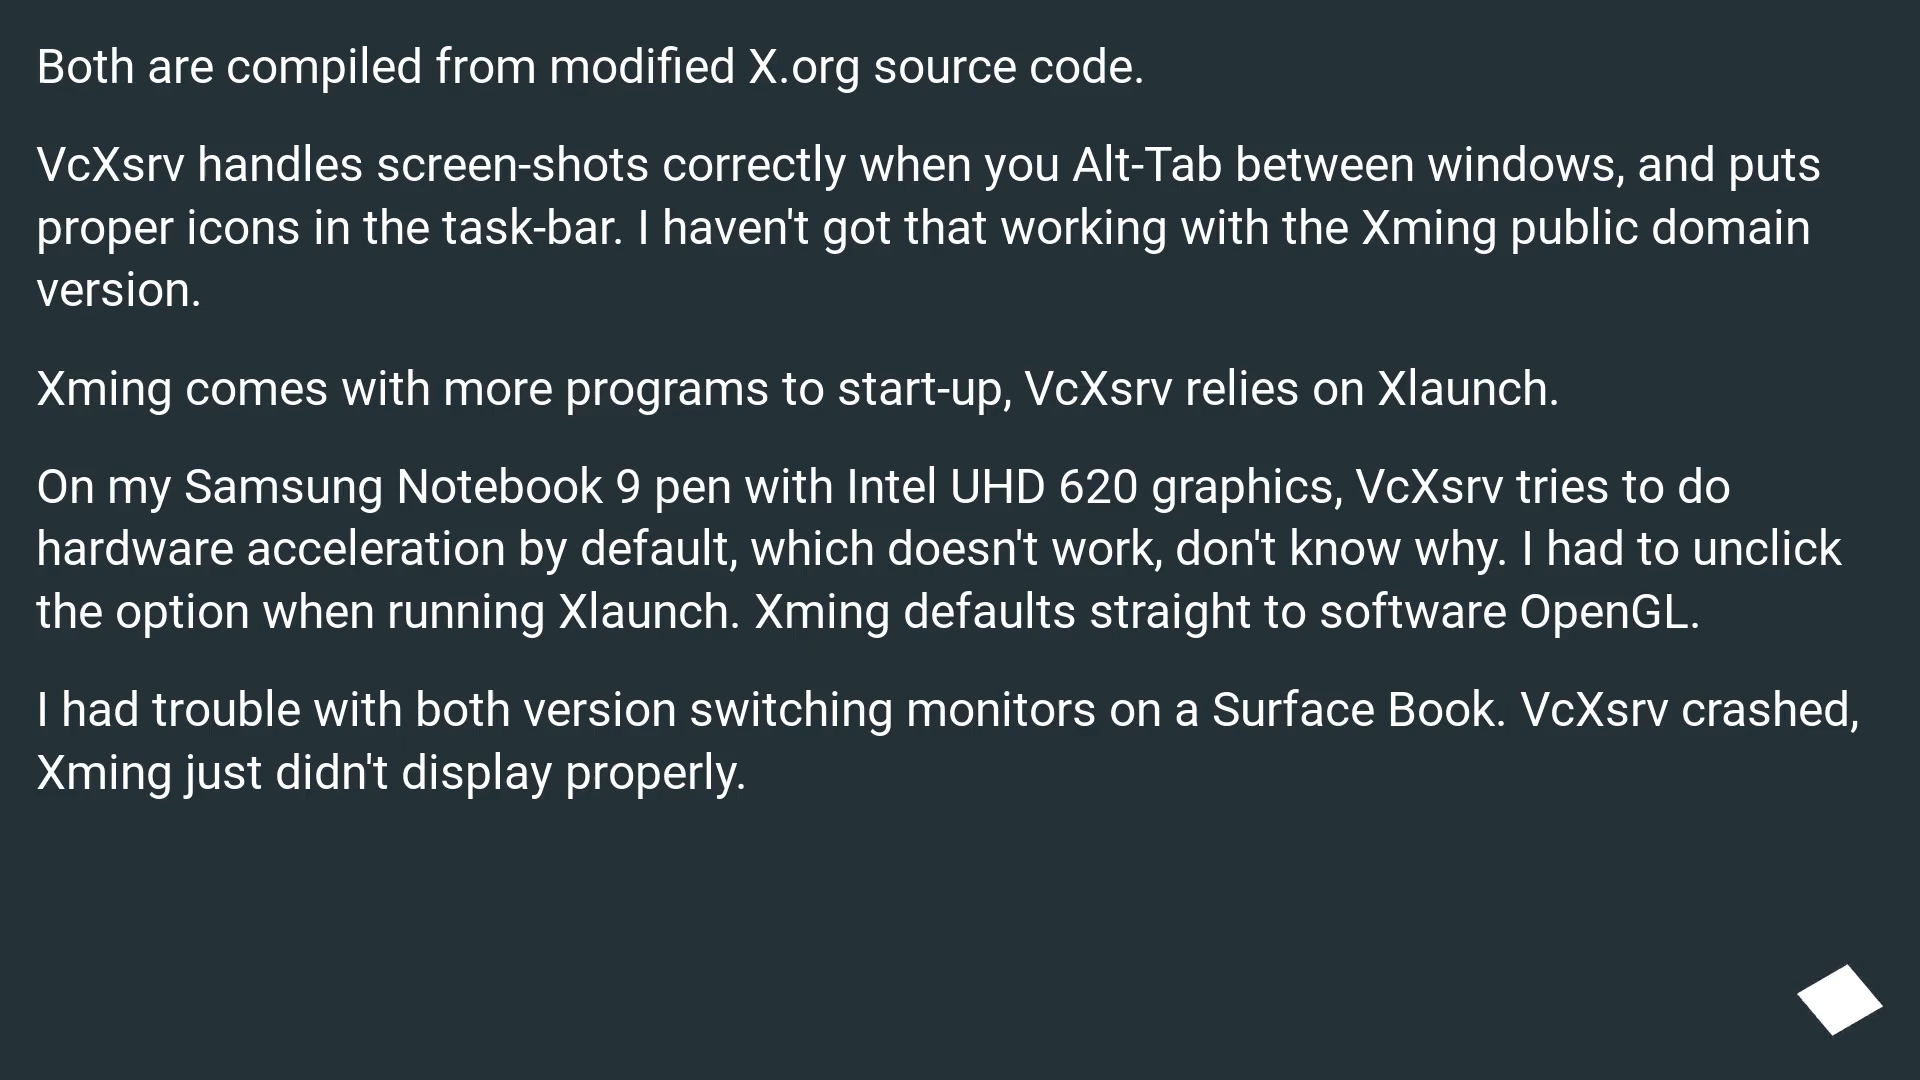 Both are compiled from modified X.org source code.
VcXsrv handles screen-shots correctly when you Alt-Tab between windows, and puts
proper icons in the task-bar. I haven't got that working with the Xming public domain
version.
Xming comes with more programs to start-up, VcXsrv relies on Xlaunch.
On my Samsung Notebook 9 pen with Intel UHD 620 graphics, VcXsrv tries to do
hardware acceleration by default, which doesn't work, don't know why. I had to unclick
the option when running Xlaunch. Xming defaults straight to software OpenGL.
I had trouble with both version switching monitors on a Surface Book. VcXsrv crashed,
Xming just didn't display properly.